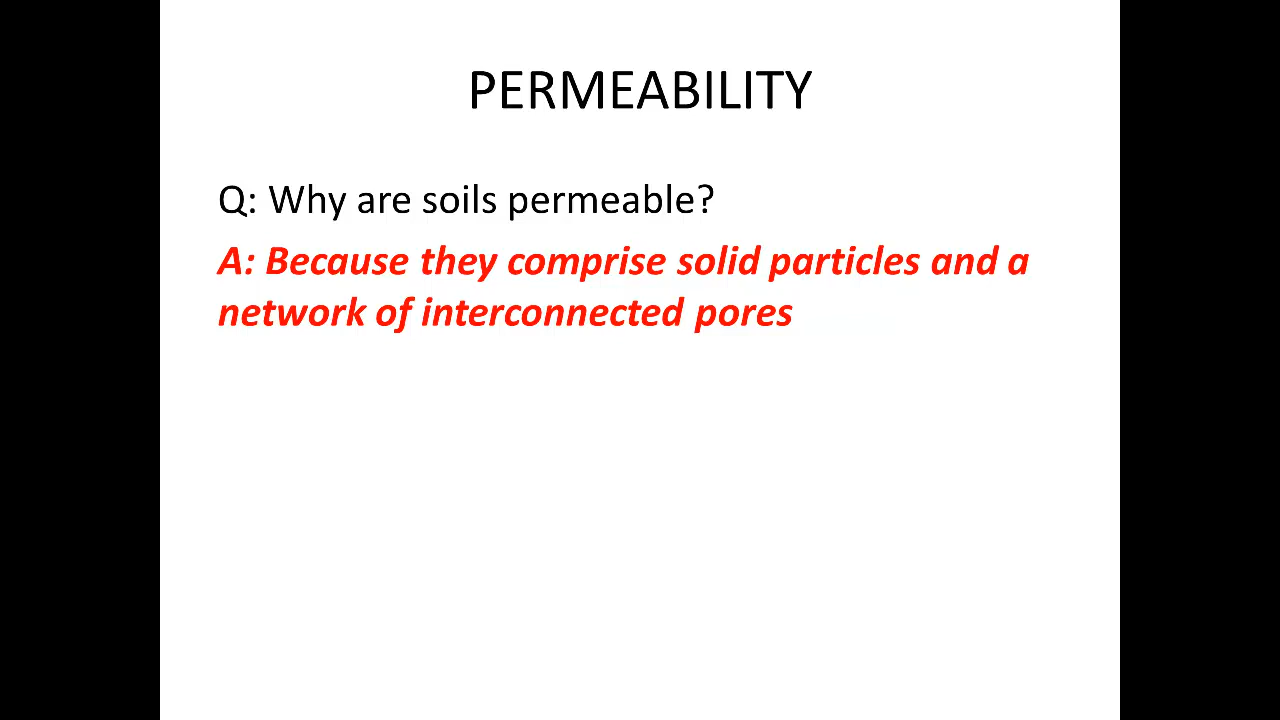 PERMEABILITY
Q: Why are soils permeable?
A: Because they comprise solid particles and a
network of interconnected pores